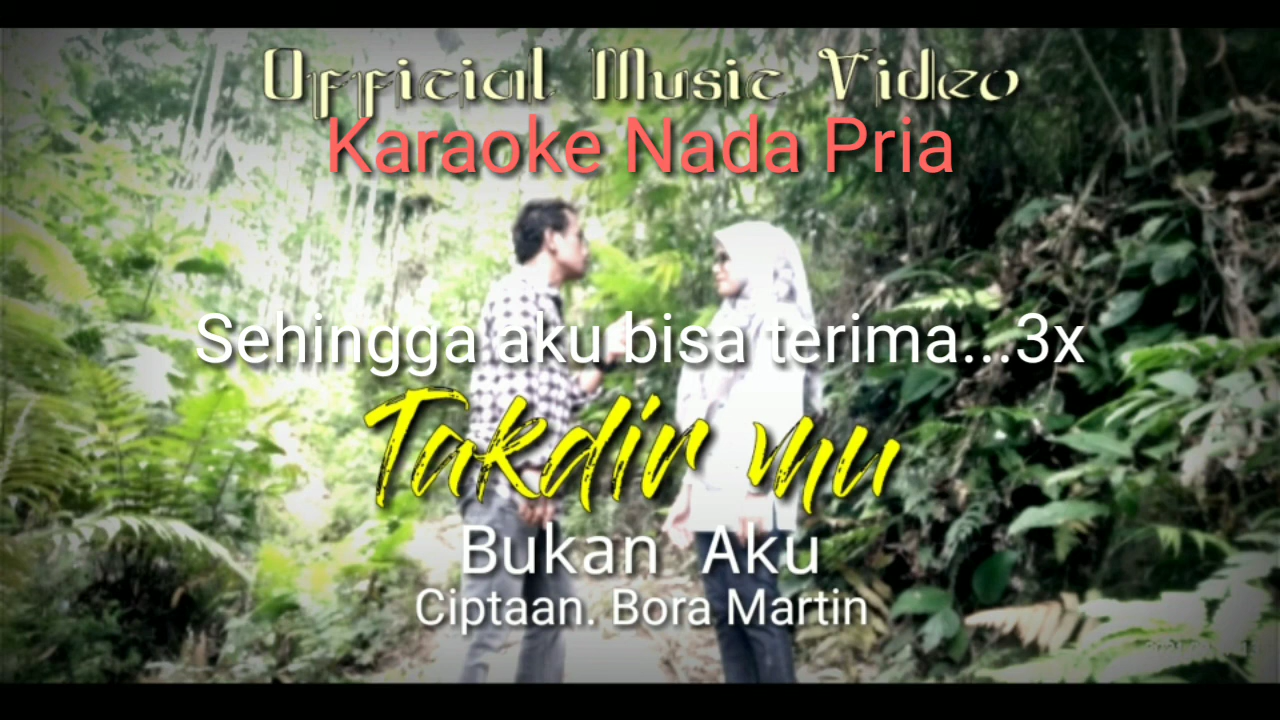 Official Music Video
Karaoke Nada Pria
Sehingga aku bisa terima...3x
Takdir mu
Bukan Aku
Ciptaan. Bora Martin